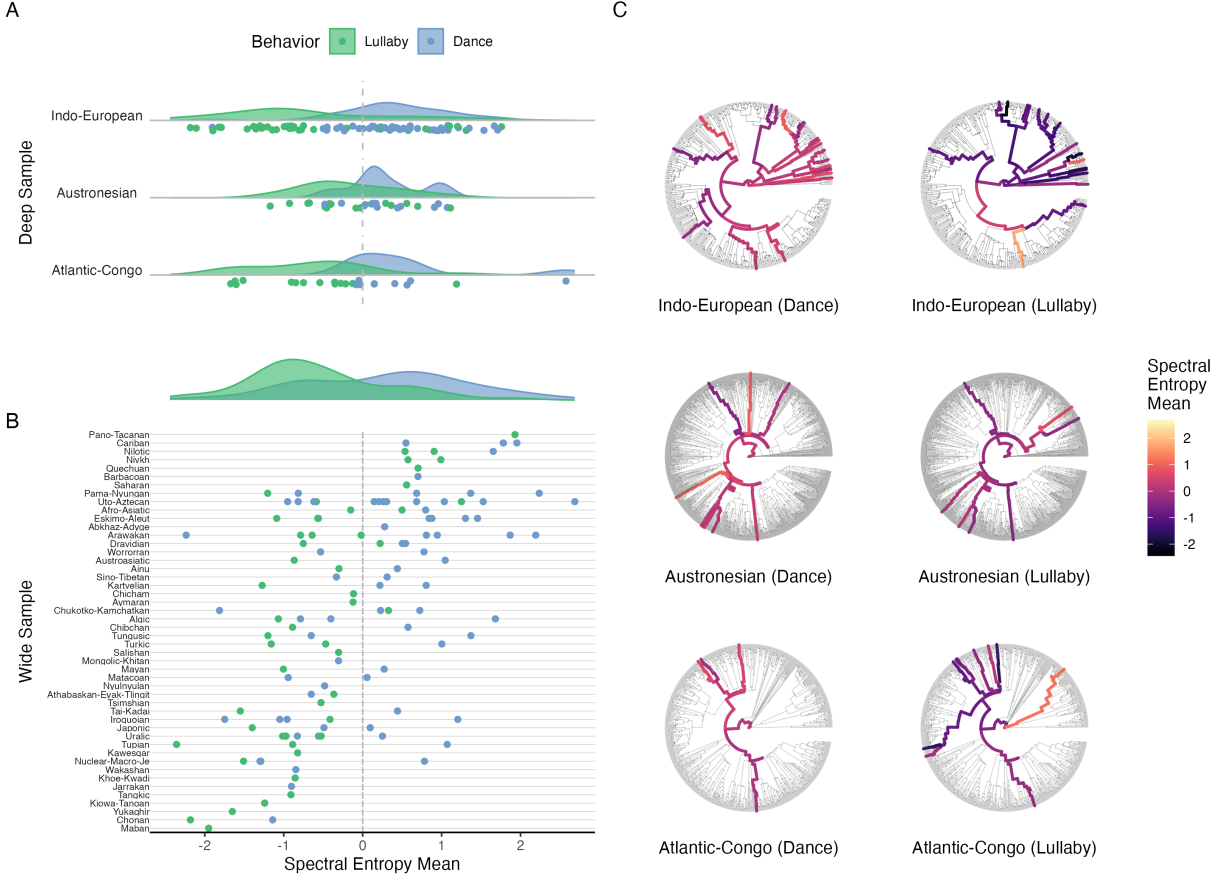 A
Behavior Lullaby Dance
Deep Sample
Indo-European
Austronesian
Atlantic-Congo
B
Wide Sample
Pano-Tacanan
Cariban
Nilotic
Nivkh
Quechuan
Barbacoan
Saharan
Pama-Nyungan
Uto-Aztecan
Afro-Asiatic
Eskimo-Aleut
Abkhaz-Adyge
Arawakan
Dravidian
Worrorran
Austroasiatic
Ainu
Sino-Tibetan
Kartvelian
Chicham
Aymaran
Chukotko-Kamchatkan
Algic
Chibchan
Tungusic
Turkic
Salishan
Mongolic-Khitan
Mayan
Matacoan
Nyulnyulan
Athabaskan-Eyak-Tlingit
Tsimshian
Tai-Kadai
Iroquoian
Japonic
Uralic
Tupian
Kawesqar
Nuclear-Macro-Je
Wakashan
Khoe-Kwadi
Jarrakan
Tangkic
Kiowa-Tanoan
Yukaghir
Chonan
Maban
-2 -1 0 1 2
Spectral Entropy Mean
C
Indo-European (Dance)
Indo-European (Lullaby)
Austronesian (Dance)
Austronesian (Lullaby)
Atlantic-Congo (Dance)
Atlantic-Congo (Lullaby)
Spectral
Entropy
Mean
2
1
0
-1
-2